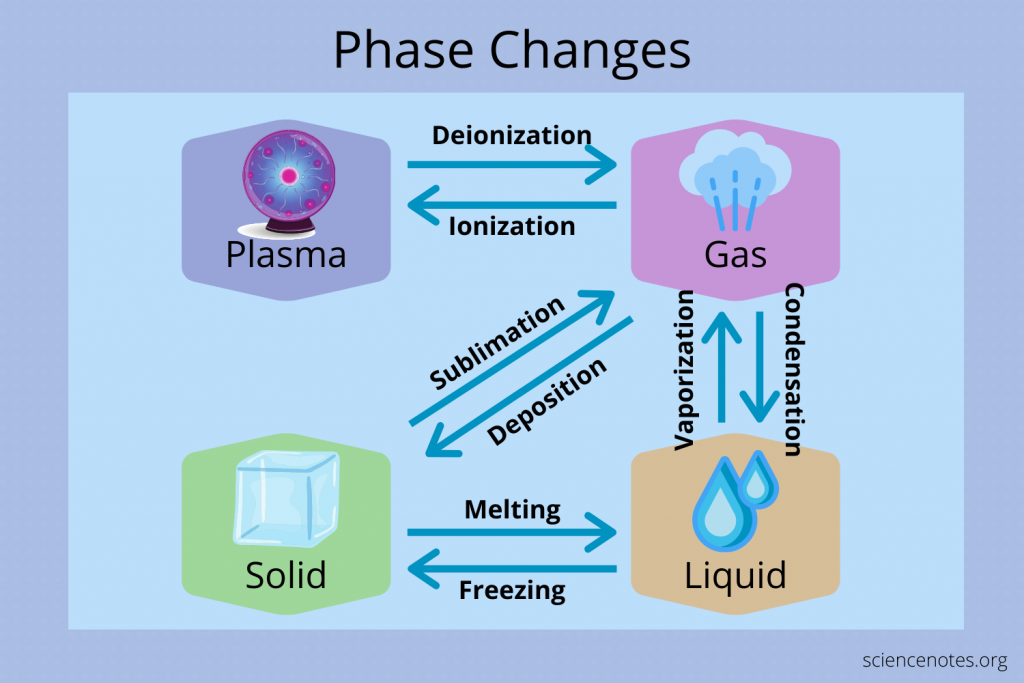 Phase Changes
Deionization
Ionization
Plasma
Gas
Sublimation
Deposition
Vaporization
Condensation
Melting
Freezing
Solid
Liquid
sciencenotes.org